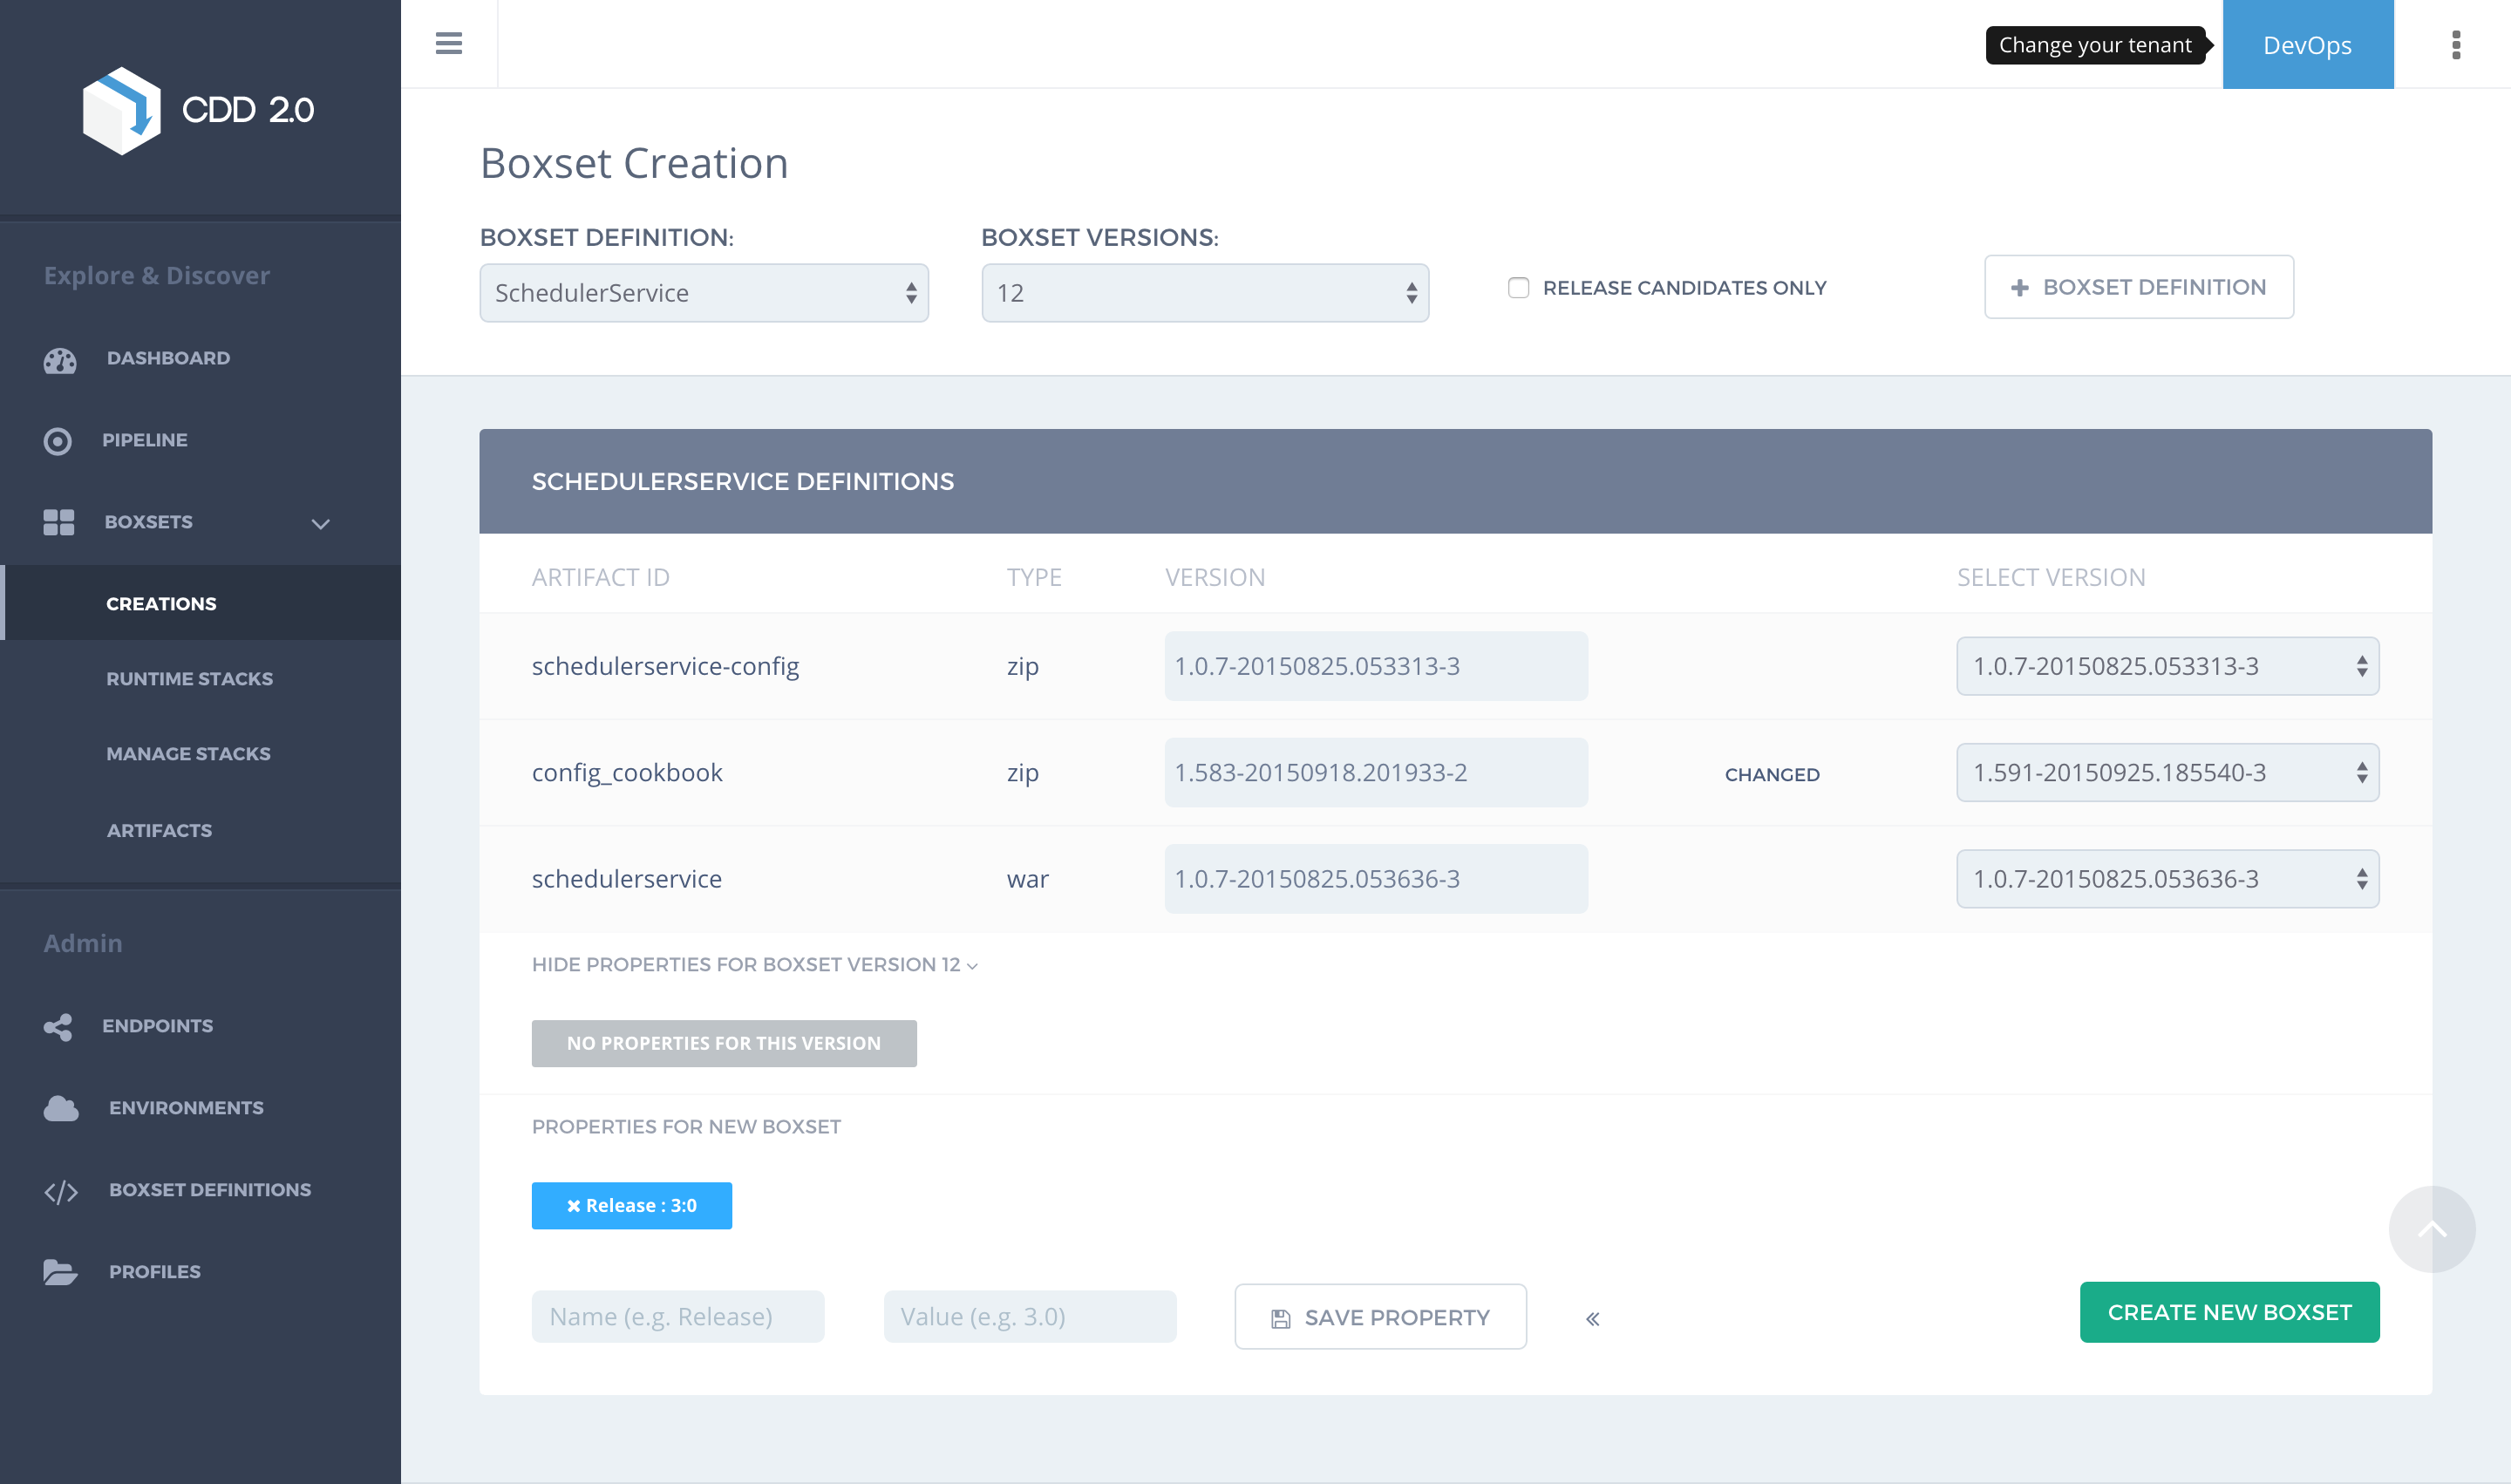 CDD 2.0
Change your tenant
DevOps
Explore & Discover
DASHBOARD
PIPELINE
BOXSETS
CREATIONS
RUNTIME STACKS
MANAGE STACKS
ARTIFACTS
Admin
ENDPOINTS
ENVIRONMENTS
BOXSET DEFINITIONS
PROFILES
Boxset Creation
BOXSET DEFINITION:
SchedulerService
BOXSET VERSIONS:
12
RELEASE CANDIDATES ONLY
BOXSET DEFINITION
SCHEDULERSERVICE DEFINITIONS
ARTIFACT ID TYPE VERSION SELECT VERSION
schedulerservice-config zip 1.0.7-20150825.053313-3 1.0.7-20150825.053313-3
config_cookbook zip 1.583-20150918.201933-2 CHANGED 1.591-20150925.185540-3
schedulerservice war 1.0.7-20150825.053636-3 1.0.7-20150825.053636-3
HIDE PROPERTIES FOR BOXSET VERSION 12
NO PROPERTIES FOR THIS VERSION
PROPERTIES FOR NEW BOXSET
Release : 3:0
Name (e.g. Release) Value (e.g. 3.0) SAVE PROPERTY « CREATE NEW BOXSET